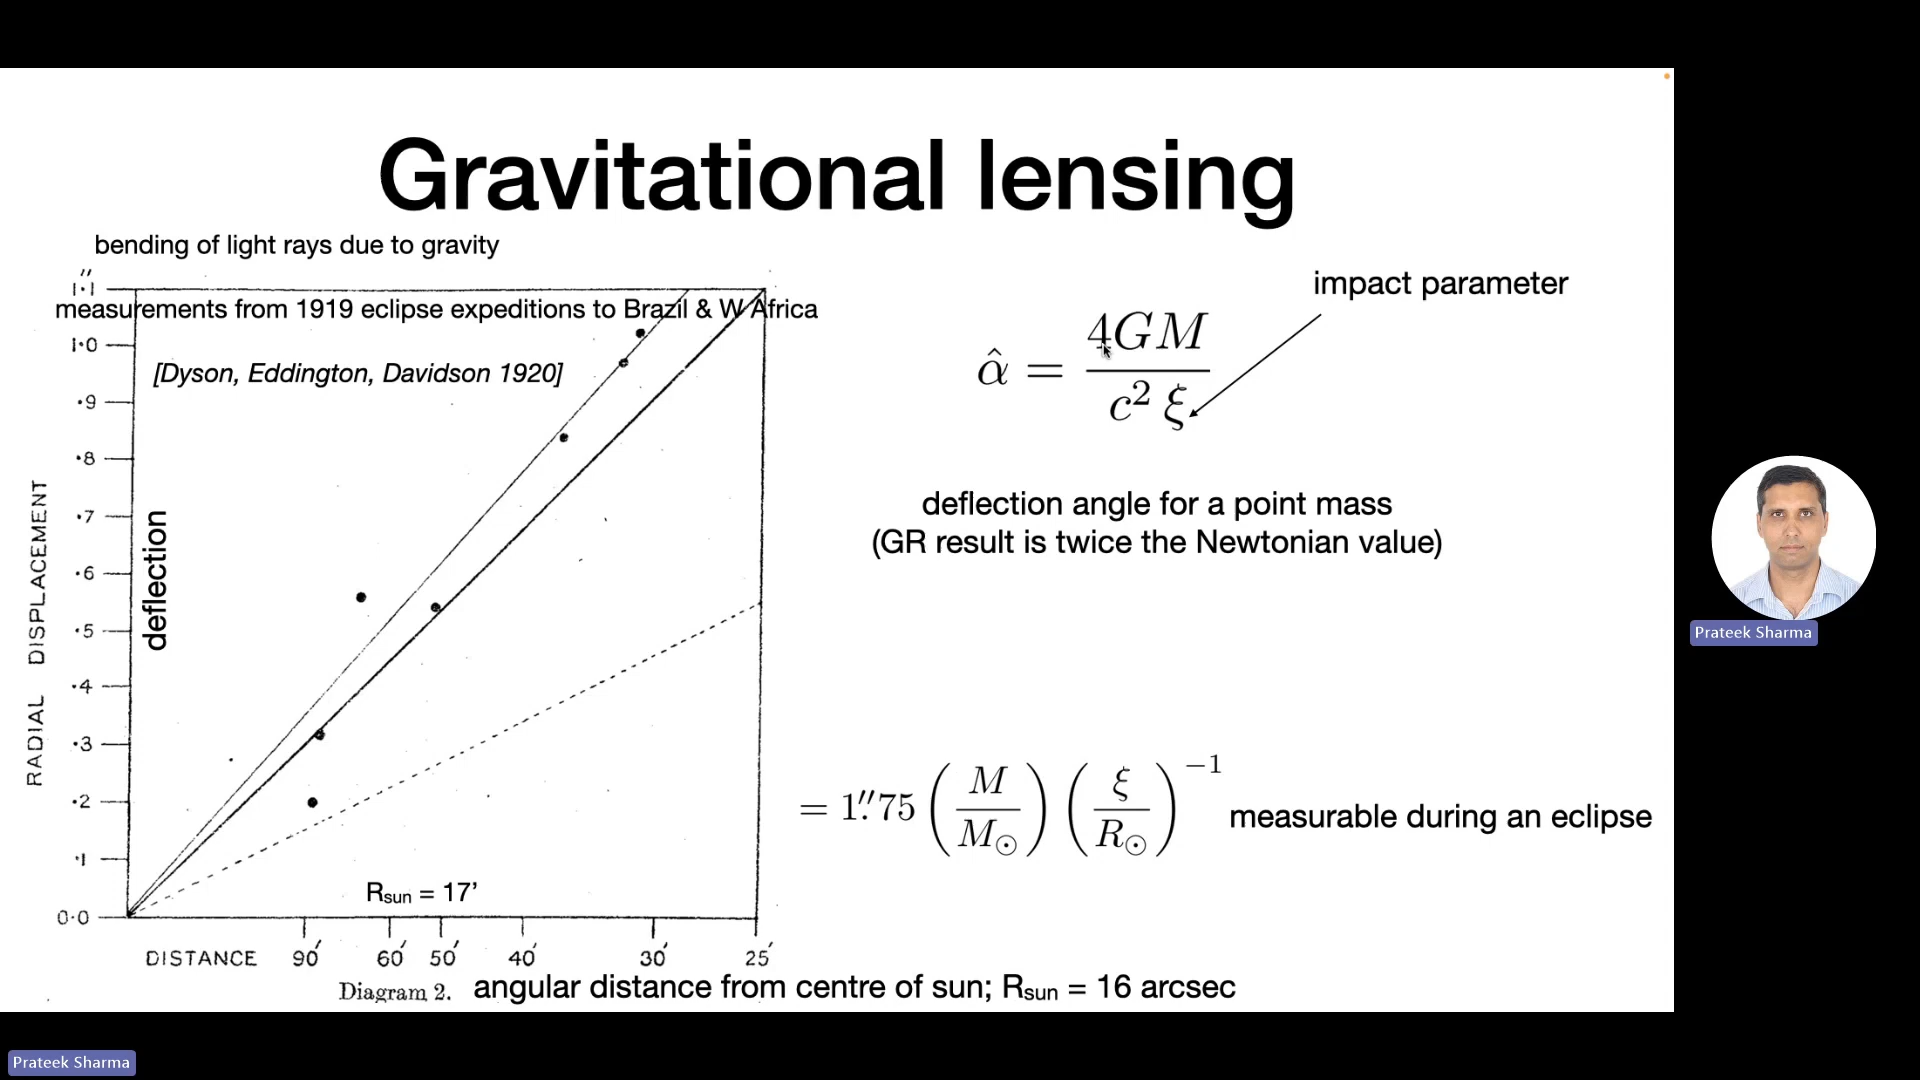 Gravitational lensing
bending of light rays due to gravity
measurements from 1919 eclipse expeditions to Brazil & W Africa
[Dyson, Eddington, Davidson 1920]
1·1″
1·0
·9
·8
·7
·6
·5
·4
·3
·2
·1
0·0
RADIAL DISPLACEMENT
deflection
Rsun = 17’
DISTANCE 90′ 60′ 50′ 40′ 30′ 25′
Diagram 2.
angular distance from centre of sun; Rsun = 16 arcsec
impact parameter
α̂ = 4GM / c² ξ
deflection angle for a point mass
(GR result is twice the Newtonian value)
= 1″.75 (M / M⊙) (ξ / R⊙)⁻¹ measurable during an eclipse
Prateek Sharma
Prateek Sharma